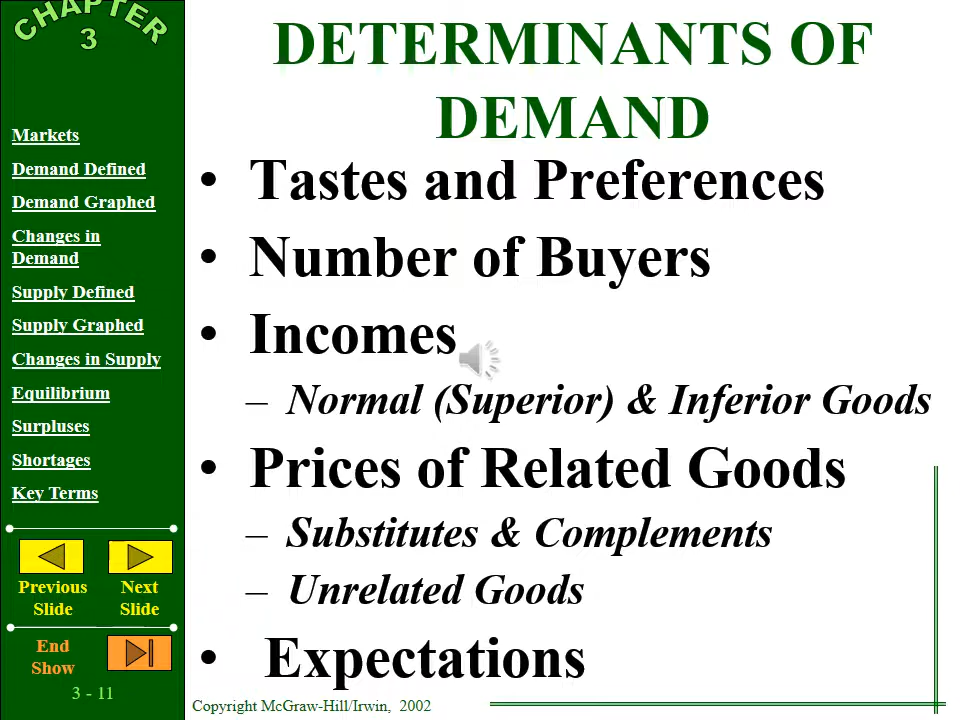 CHAPTER
3
Markets
Demand Defined
Demand Graphed
Changes in
Demand
Supply Defined
Supply Graphed
Changes in Supply
Equilibrium
Surpluses
Shortages
Key Terms
Previous
Slide
Next
Slide
End
Show
3 - 11
DETERMINANTS OF
DEMAND
• Tastes and Preferences
• Number of Buyers
• Incomes
– Normal (Superior) & Inferior Goods
• Prices of Related Goods
– Substitutes & Complements
– Unrelated Goods
• Expectations
Copyright McGraw-Hill/Irwin, 2002